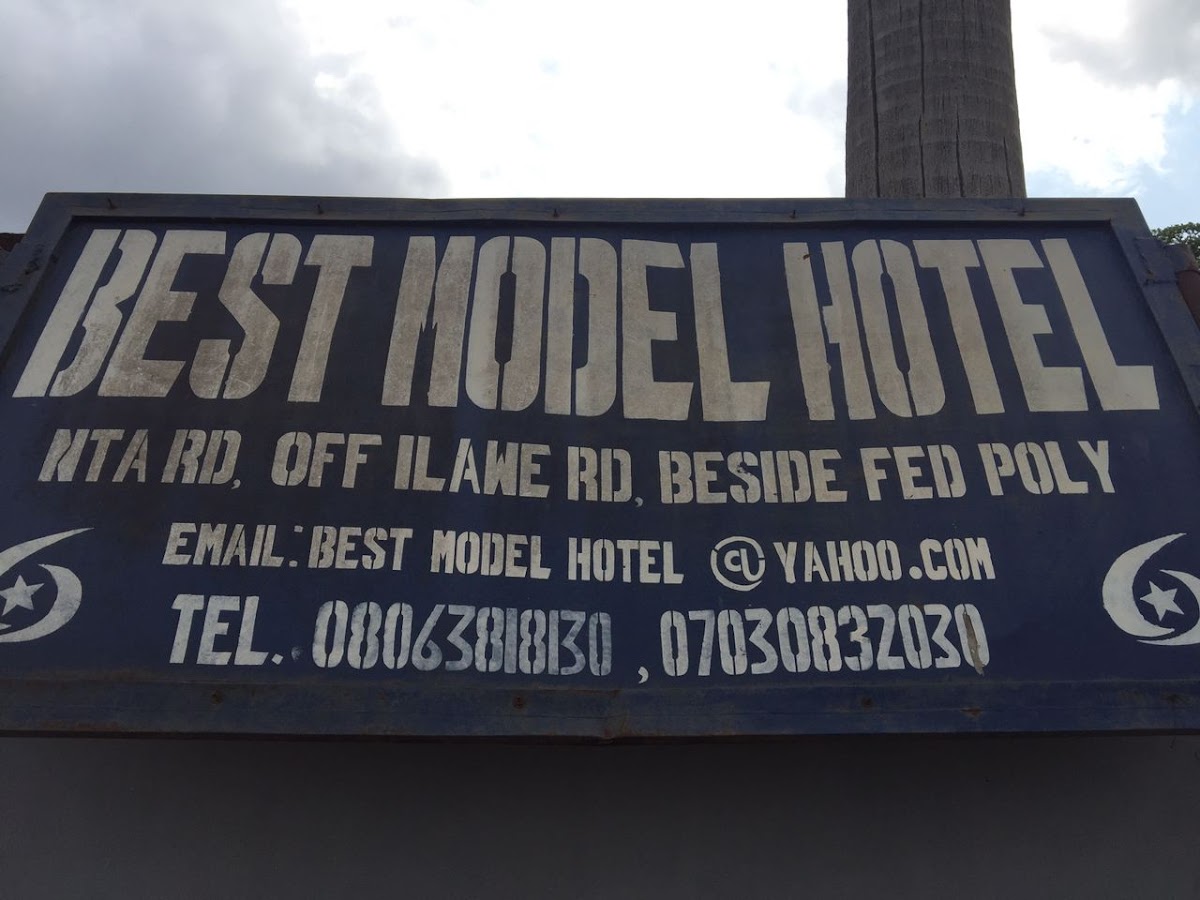 BEST MODEL HOTEL
NTA RD, OFF ILAWE RD, BESIDE FED POLY
EMAIL: BEST MODEL HOTEL @ YAHOO.COM
TEL. 08063818130, 07030832030